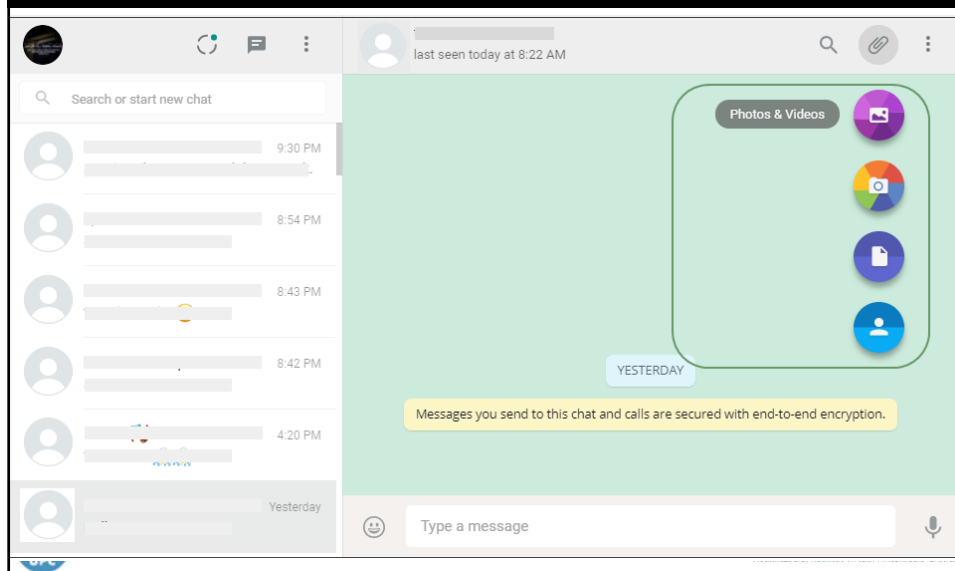 last seen today at 8:22 AM
Search or start new chat
Photos & Videos
9:30 PM
8:54 PM
8:43 PM
8:42 PM
YESTERDAY
Messages you send to this chat and calls are secured with end-to-end encryption.
4:20 PM
Yesterday
Type a message